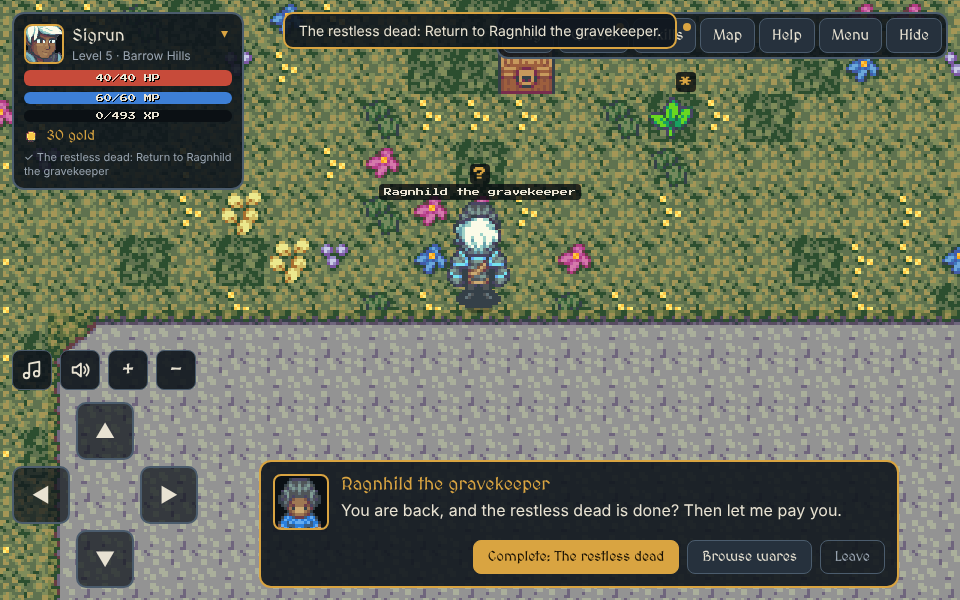 Sigrun
Level 5 · Barrow Hills
40/40 HP
60/60 MP
0/493 XP
30 gold
✓ The restless dead: Return to Ragnhild
the gravekeeper
The restless dead: Return to Ragnhild the gravekeeper.
Map
Help
Menu
Hide
?
Ragnhild the gravekeeper
Ragnhild the gravekeeper
You are back, and the restless dead is done? Then let me pay you.
Complete: The restless dead
Browse wares
Leave